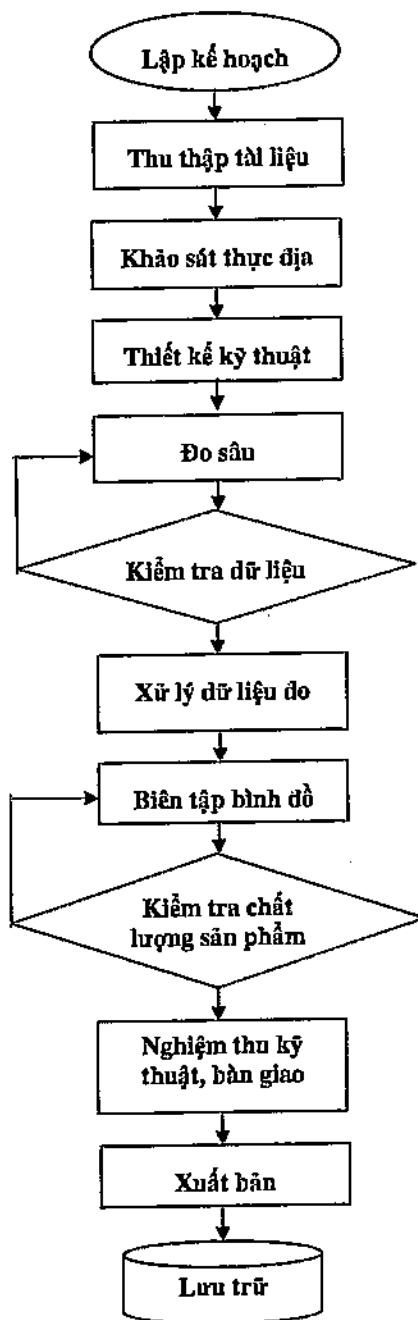 Lập kế hoạch
Thu thập tài liệu
Khảo sát thực địa
Thiết kế kỹ thuật
Đo sâu
Kiểm tra dữ liệu
Xử lý dữ liệu đo
Biên tập bình đồ
Kiểm tra chất
lượng sản phẩm
Nghiệm thu kỹ
thuật, bàn giao
Xuất bản
Lưu trữ